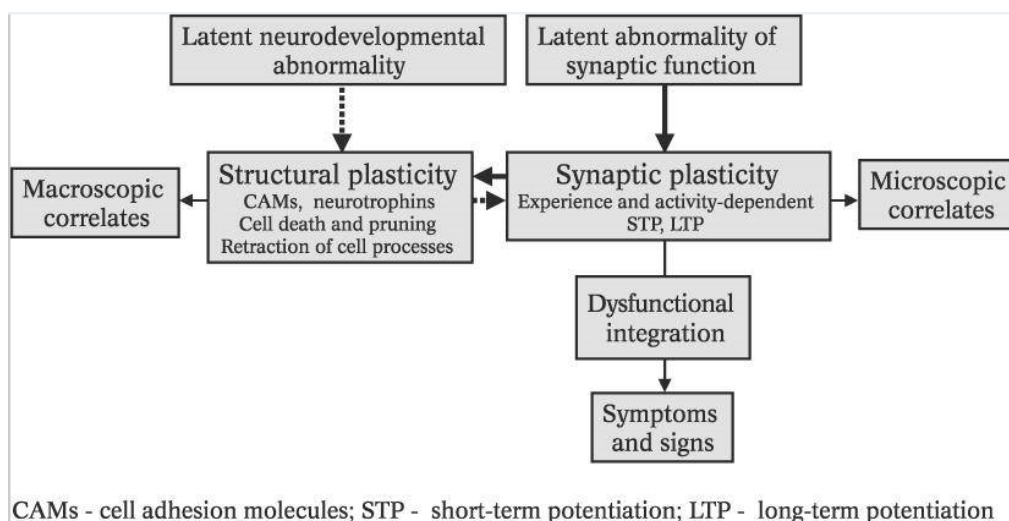 Latent neurodevelopmental
abnormality
Latent abnormality of
synaptic function
Macroscopic
correlates
Structural plasticity
CAMs, neurotrophins
Cell death and pruning
Retraction of cell processes
Synaptic plasticity
Experience and activity-dependent
STP, LTP
Microscopic
correlates
Dysfunctional
integration
Symptoms
and signs
CAMs - cell adhesion molecules; STP - short-term potentiation; LTP - long-term potentiation